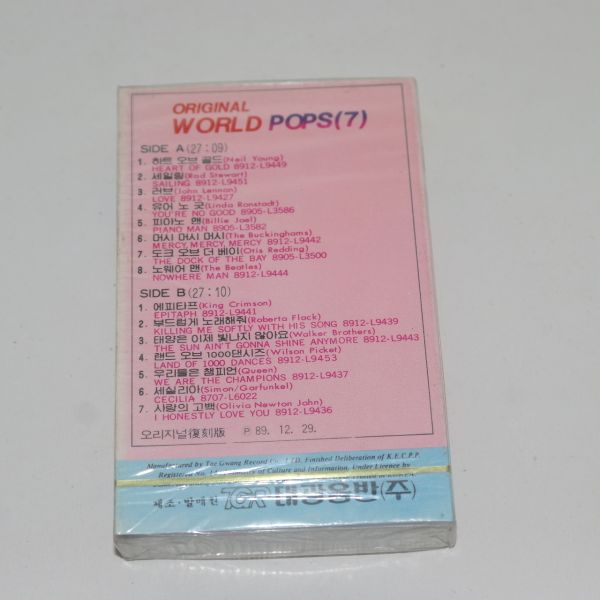 ORIGINAL
WORLD POPS(7)
SIDE A(27:09)
1. 하트 오브 골드(Neil Young)
HEART OF GOLD 8912-L9449
2. 세일링(Rod Stewart)
SAILING 8912-L9451
3. 러브(John Lennon)
LOVE 8912-L9427
4. 유어 노 굿(Linda Ronstadt)
YOU'RE NO GOOD 8905-L3586
5. 피아노 맨(Billie Joel)
PIANO MAN 8905-L3582
6. 머시 머시 머시(The Buckinghams)
MERCY, MERCY, MERCY 8912-L9442
7. 도크 오브 더 베이(Otis Redding)
THE DOCK OF THE BAY 8905-L3500
8. 노웨어 맨(The Beatles)
NOWHERE MAN 8912-L9444
SIDE B(27:10)
1. 에피타프(King Crimson)
EPITAPH 8912-L9441
2. 부드럽게 노래해줘(Roberta Flack)
KILLING ME SOFTLY WITH HIS SONG 8912-L9439
3. 태양은 이제 빛나지 않아요(Walker Brothers)
THE SUN AIN'T GONNA SHINE ANYMORE 8912-L9443
4. 랜드 오브 1000댄시즈(Wilson Picket)
LAND OF 1000 DANCES 8912-L9453
5. 우리들은 챔피언(Queen)
WE ARE THE CHAMPIONS 8912-L9437
6. 세실리아(Simon/Garfunkel)
CECILIA 8707-L6022
7. 사랑의 고백(Olivia Newton John)
I HONESTLY LOVE YOU 8912-L9436
오리지널復刻版 ℗ 89. 12. 29.
Manufactured by Tae Gwang Record Co., LTD. Finished Deliberation of K.E.C.P.P.
Registered No. of Ministry of Culture and Information. Under Licence by
제조·발매원 TGR 태광음반(주)